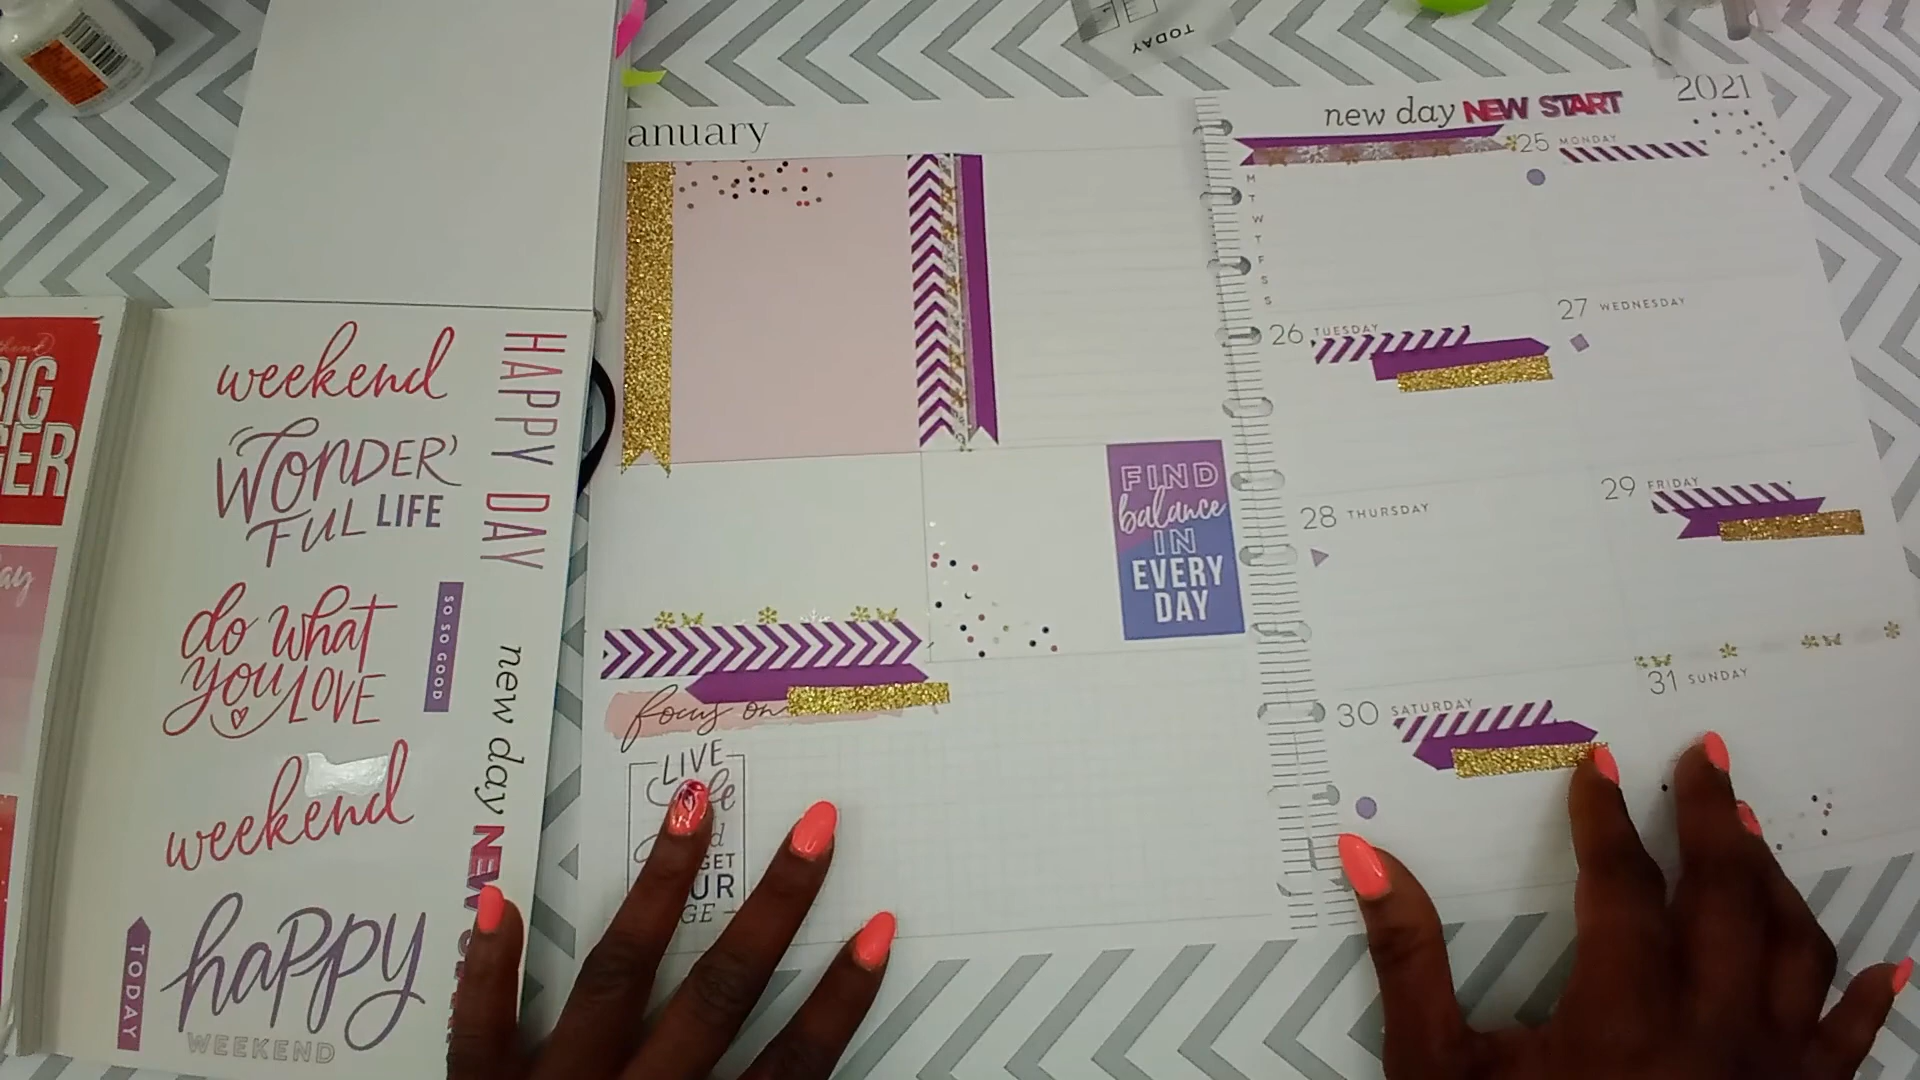 TODAY
2021
new day NEW START
anuary
25 MONDAY
M
T
W
T
F
S
S
27 WEDNESDAY
26 TUESDAY
weekend
HAPPY DAY
WONDER
FUL LIFE
FIND
balance
IN
EVERY
DAY
29 FRIDAY
28 THURSDAY
do what
you LOVE
SO SO GOOD
new day NEW
31 SUNDAY
30 SATURDAY
focus on
LIVE
weekend
happy
WEEKEND
TODAY